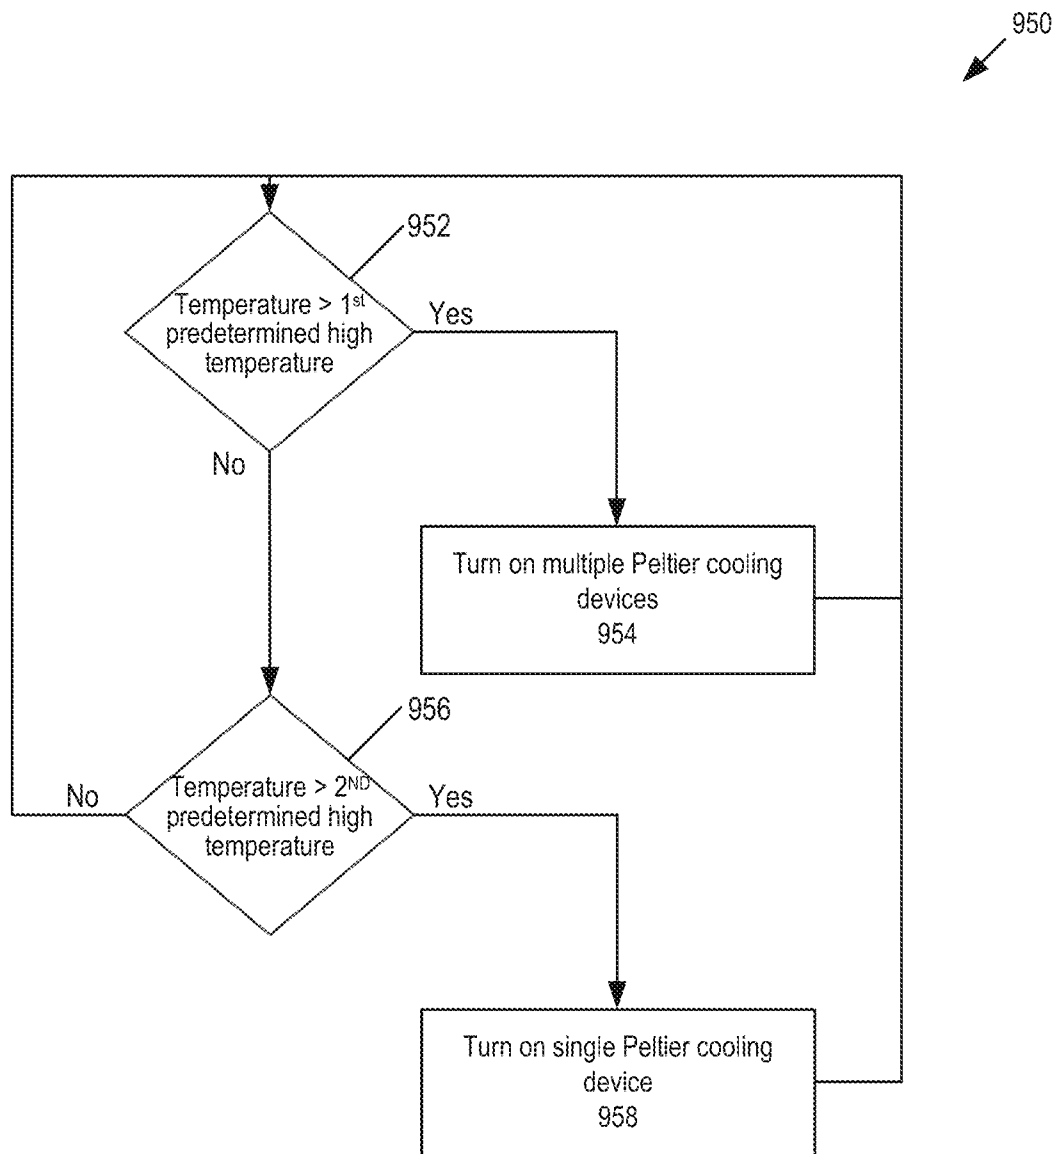 950
952
Temperature > 1st
predetermined high
temperature
Yes
No
Turn on multiple Peltier cooling
devices
954
956
Temperature > 2ND
predetermined high
temperature
No
Yes
Turn on single Peltier cooling
device
958